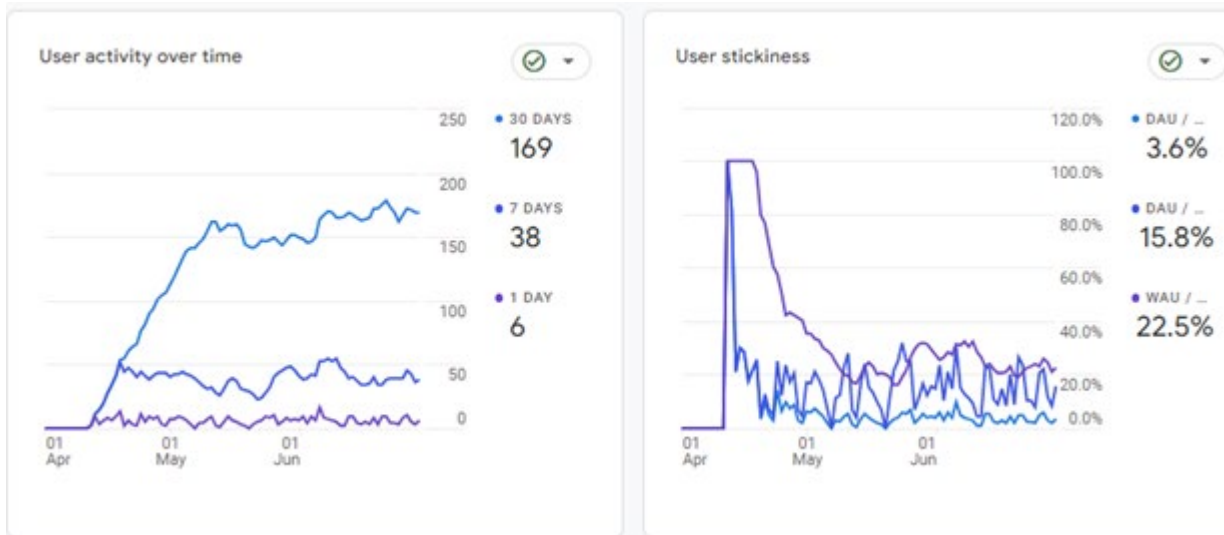 User activity over time
250
200
150
100
50
0
01
Apr
01
May
01
Jun
30 DAYS
169
7 DAYS
38
1 DAY
6
User stickiness
120.0%
100.0%
80.0%
60.0%
40.0%
20.0%
0.0%
01
Apr
01
May
01
Jun
DAU / ...
3.6%
DAU / ...
15.8%
WAU / ...
22.5%